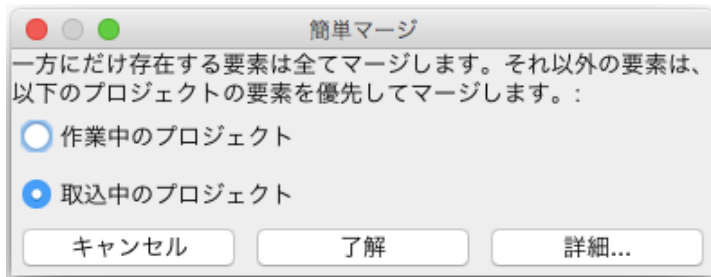 簡単マージ
一方にだけ存在する要素は全てマージします。それ以外の要素は、
以下のプロジェクトの要素を優先してマージします。:
作業中のプロジェクト
取込中のプロジェクト
キャンセル 了解 詳細...